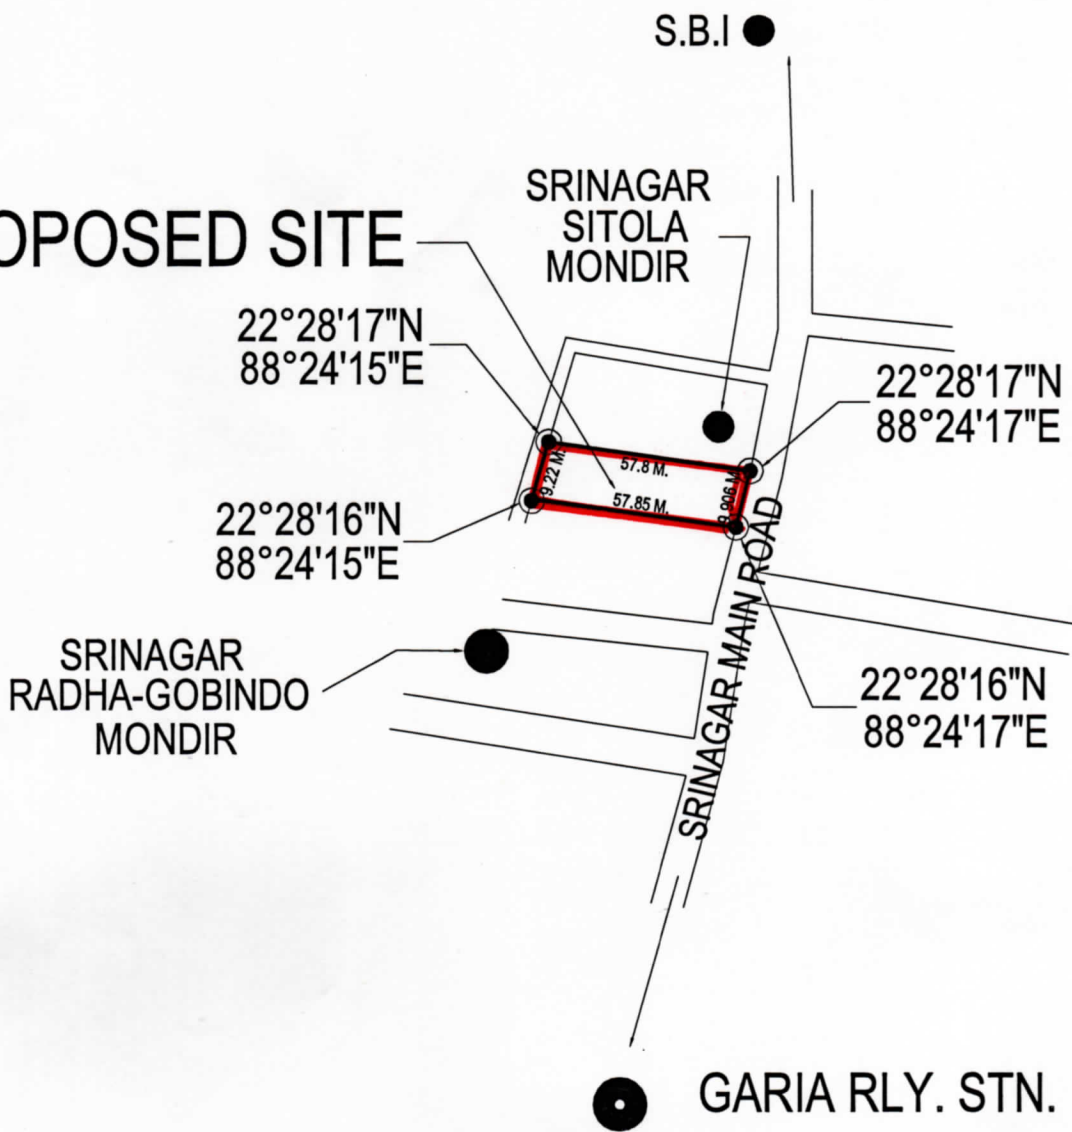 S.B.I
SRINAGAR
SITOLA
MONDIR
OPOSED SITE
22°28'17"N
88°24'15"E
22°28'17"N
88°24'17"E
57.8 M.
9.22 M.
9.906 M.
57.85 M.
22°28'16"N
88°24'15"E
SRINAGAR MAIN ROAD
SRINAGAR
RADHA-GOBINDO
MONDIR
22°28'16"N
88°24'17"E
GARIA RLY. STN.